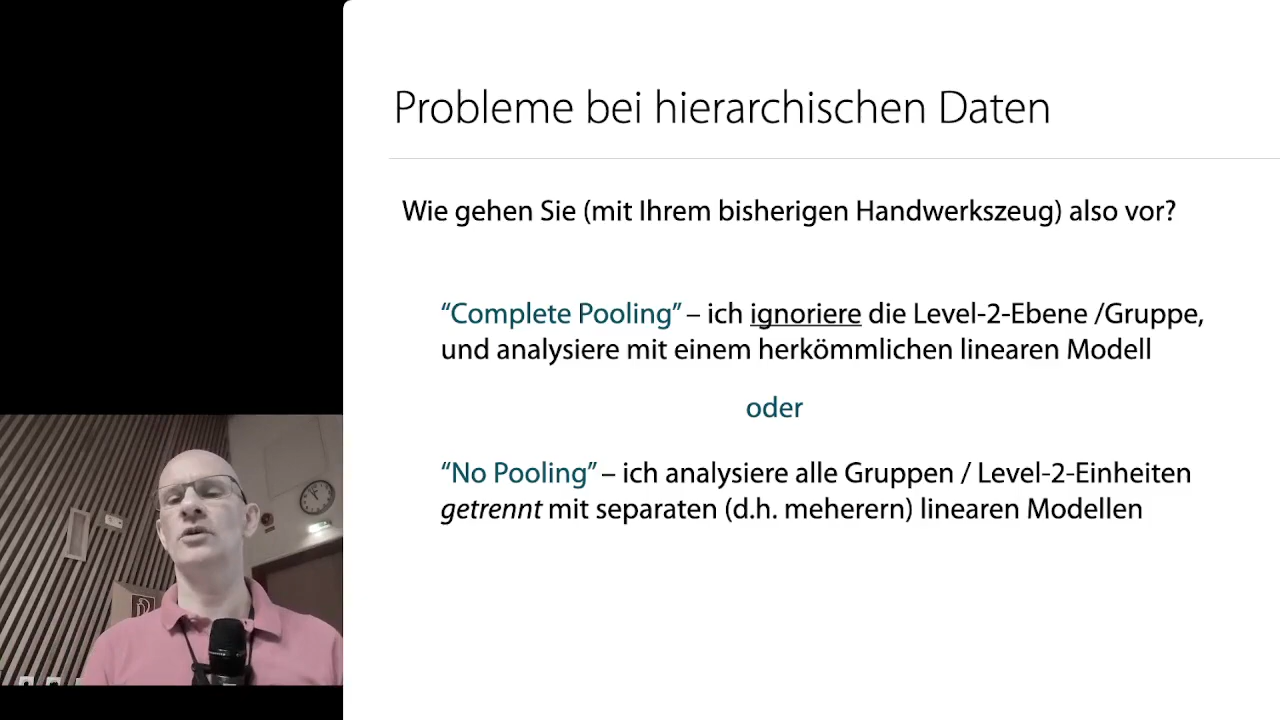 Probleme bei hierarchischen Daten
Wie gehen Sie (mit Ihrem bisherigen Handwerkszeug) also vor?
“Complete Pooling” – ich ignoriere die Level-2-Ebene /Gruppe,
und analysiere mit einem herkömmlichen linearen Modell
oder
“No Pooling” – ich analysiere alle Gruppen / Level-2-Einheiten
getrennt mit separaten (d.h. meherern) linearen Modellen